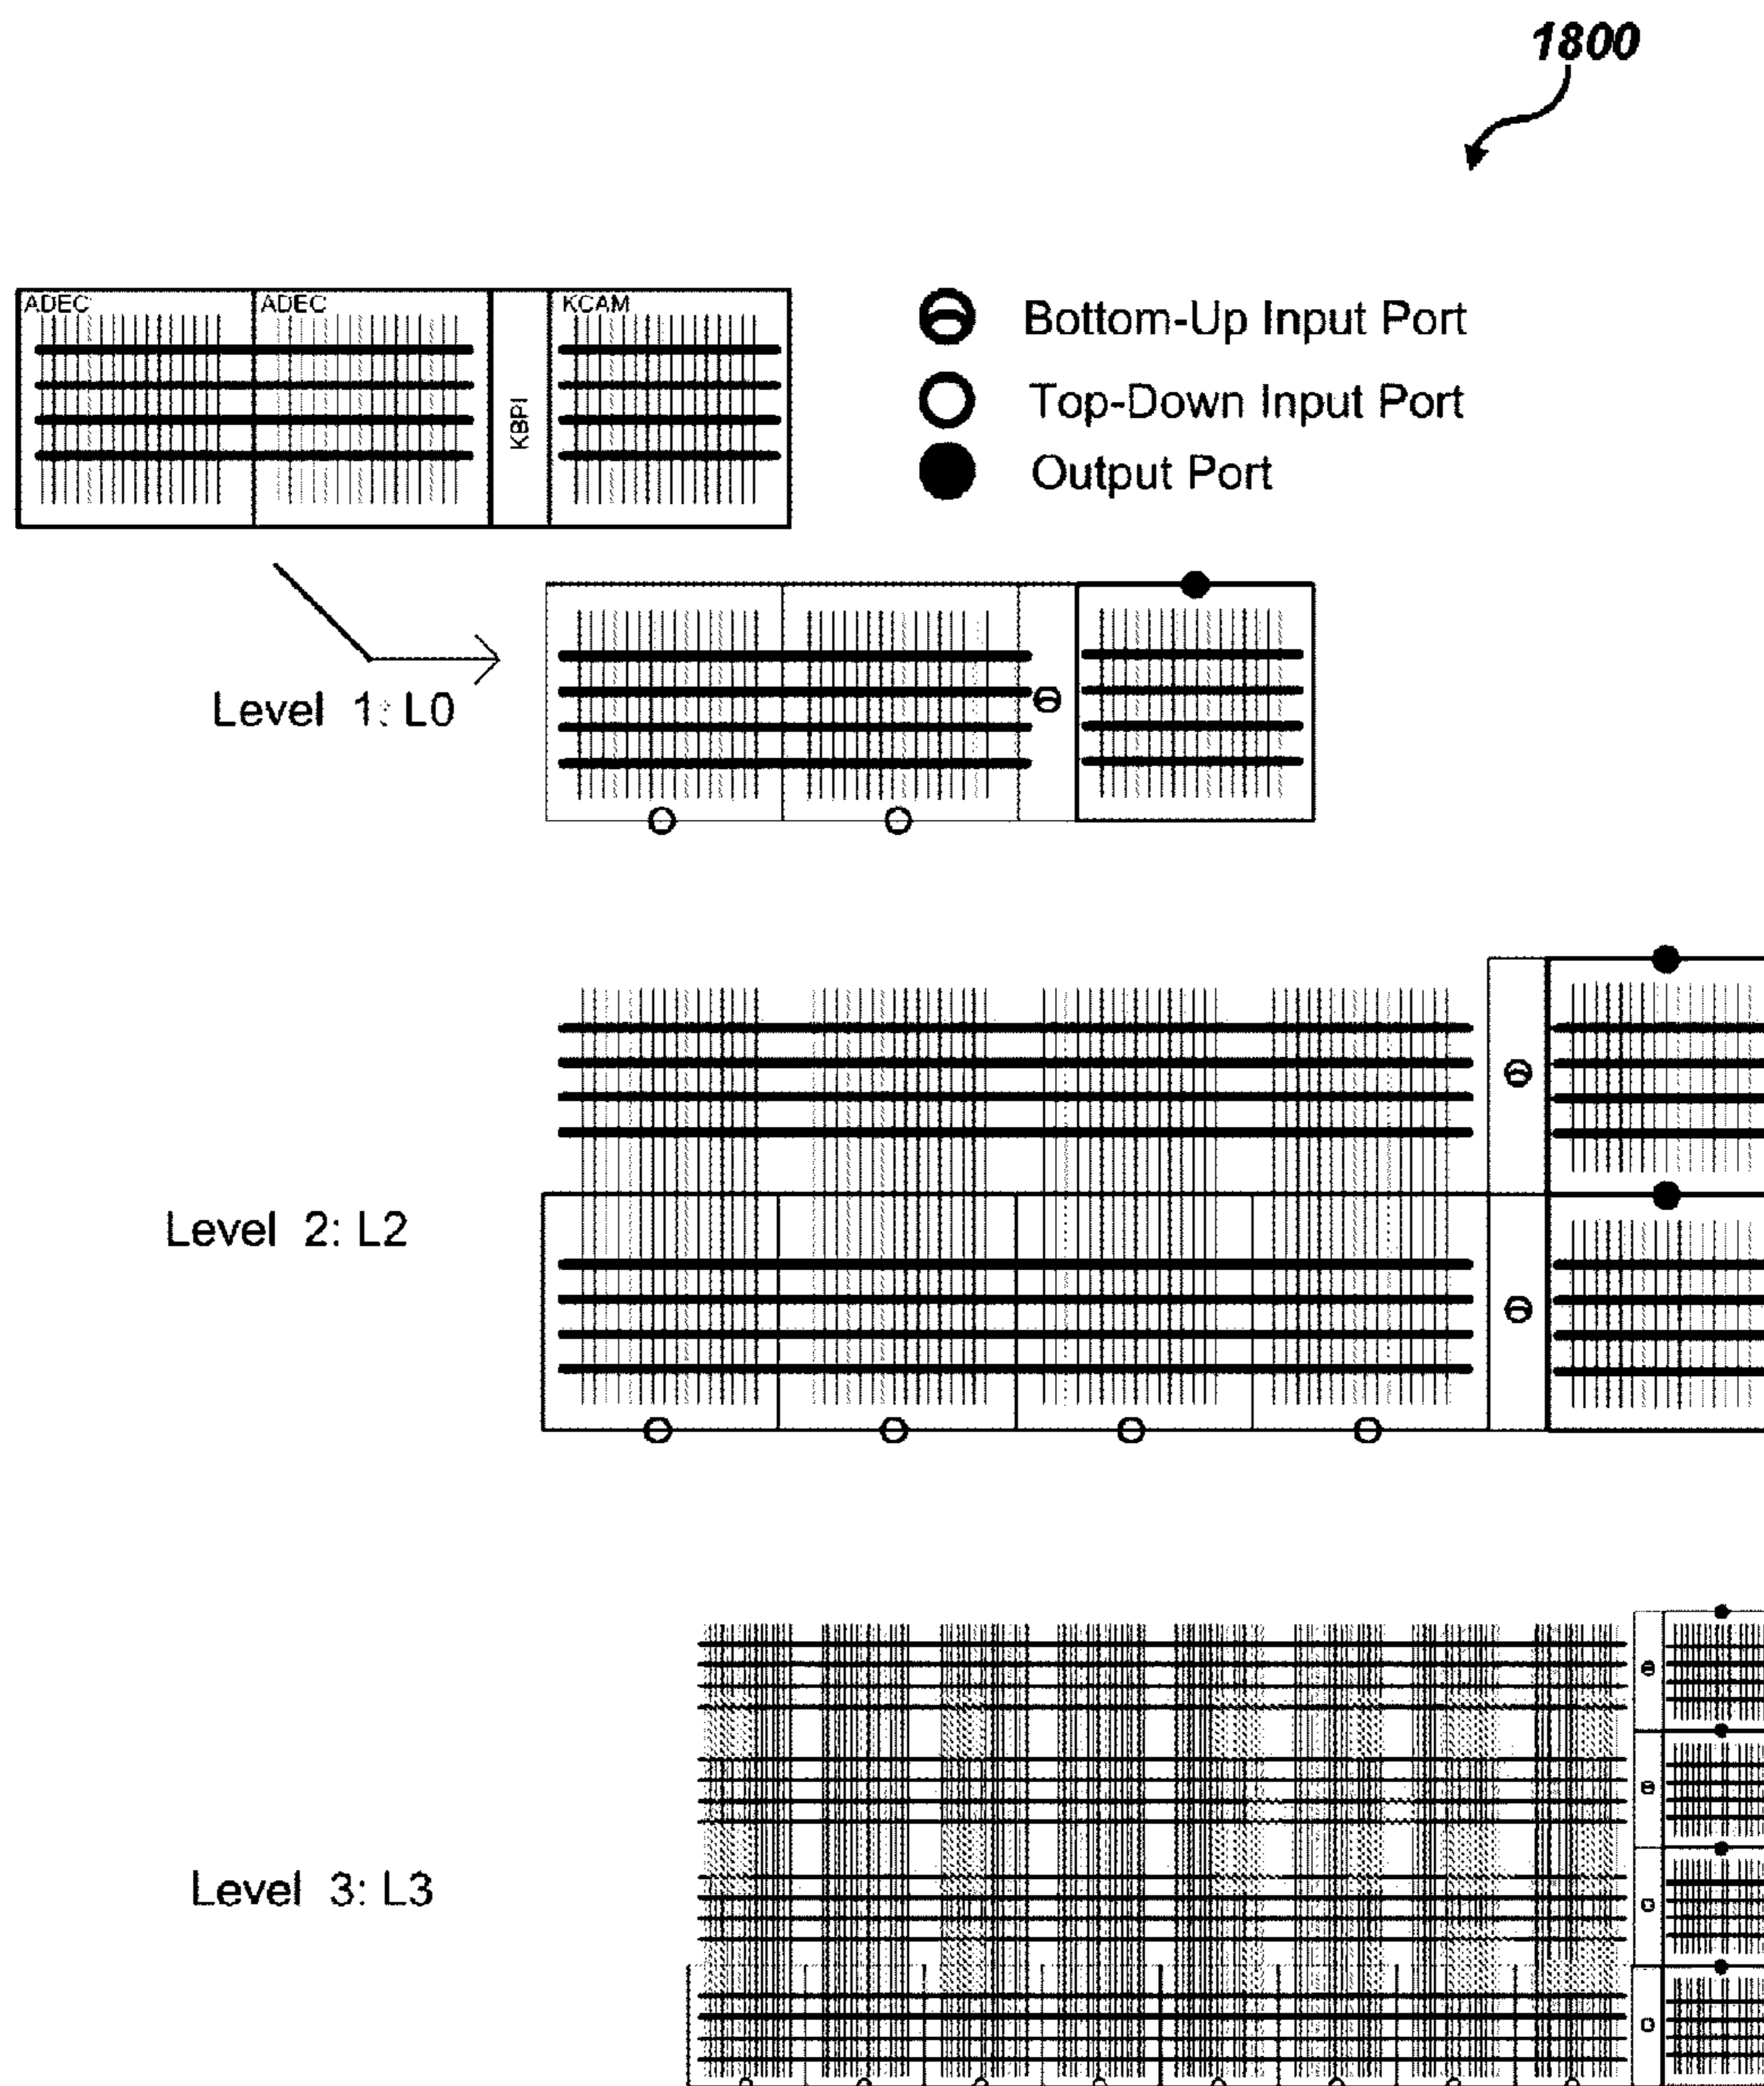 1800
ADEC ADEC KBPI KCAM
Bottom-Up Input Port
Top-Down Input Port
Output Port
Level 1: L0
Level 2: L2
Level 3: L3